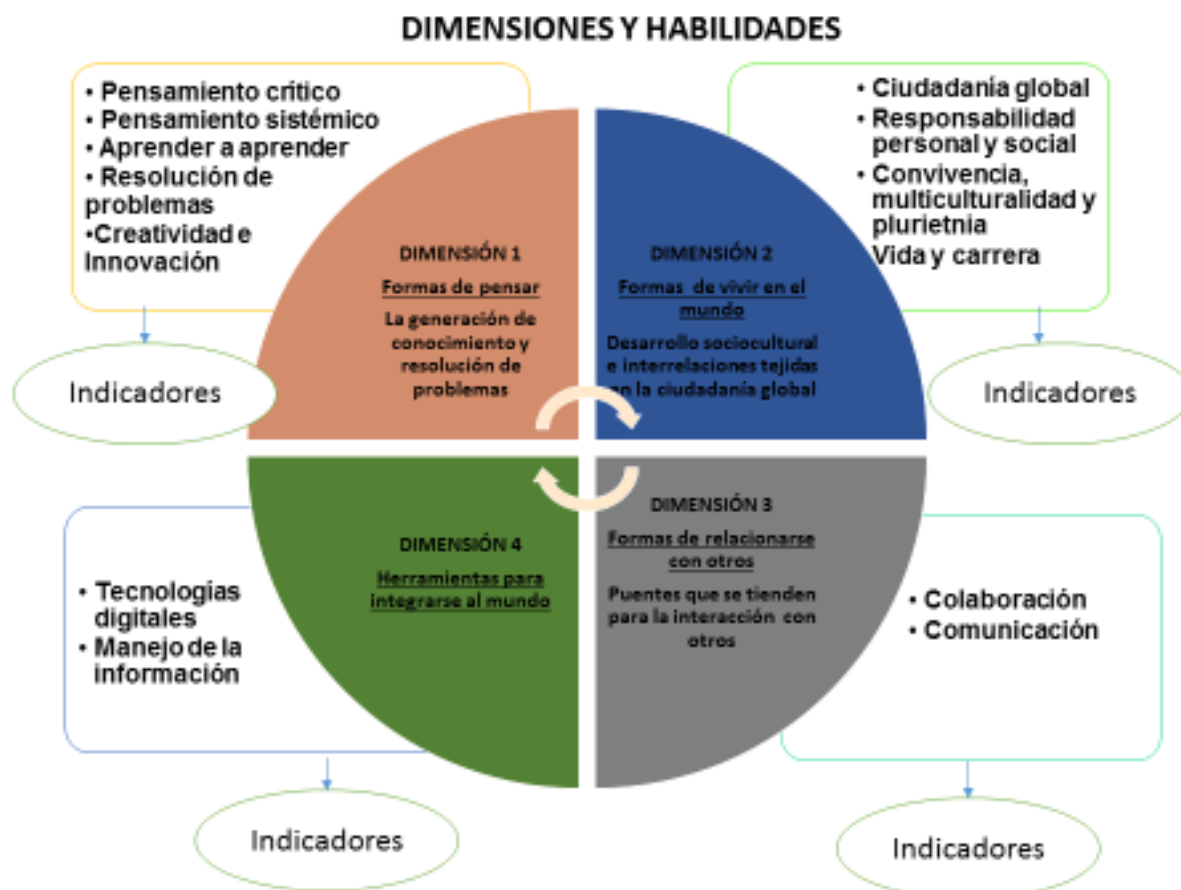 DIMENSIONES Y HABILIDADES
• Pensamiento crítico
• Pensamiento sistémico
• Aprender a aprender
• Resolución de
problemas
•Creatividad e
Innovación
Indicadores
• Ciudadanía global
• Responsabilidad
personal y social
• Convivencia,
multiculturalidad y
plurietnia
Vida y carrera
Indicadores
DIMENSIÓN 1
Formas de pensar
La generación de
conocimiento y
resolución de
problemas
DIMENSIÓN 2
Formas de vivir en el
mundo
Desarrollo sociocultural
e interrelaciones tejidas
en la ciudadanía global
DIMENSIÓN 4
Herramientas para
integrarse al mundo
DIMENSIÓN 3
Formas de relacionarse
con otros
Puentes que se tienden
para la interacción con
otros
• Tecnologías
digitales
• Manejo de la
información
Indicadores
• Colaboración
• Comunicación
Indicadores